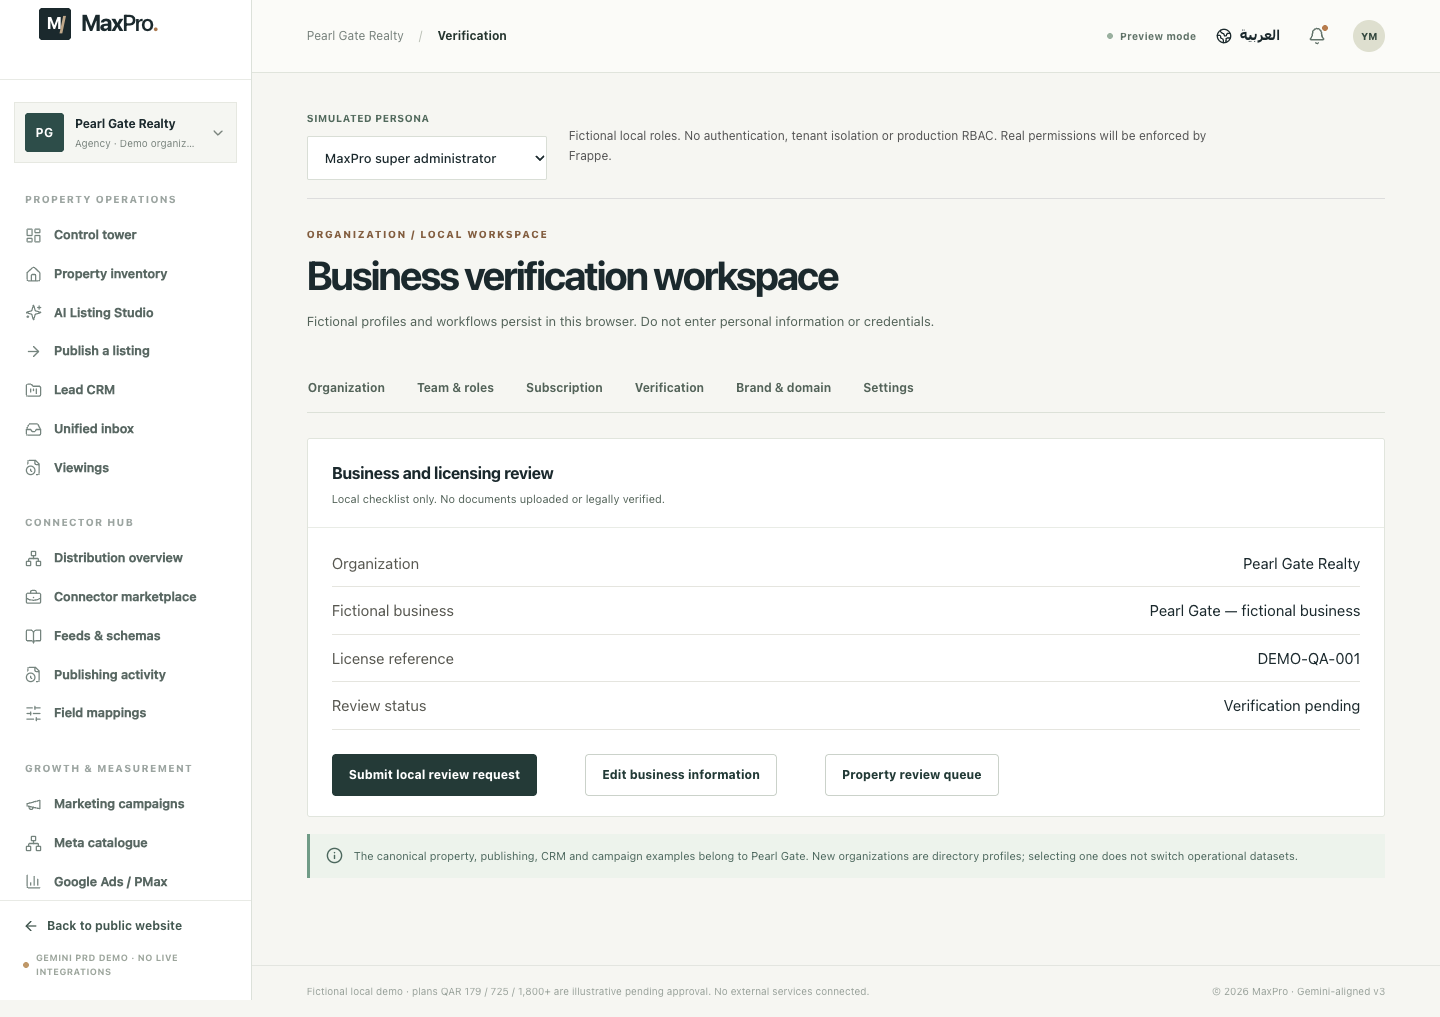 M/ MaxPro.
PG
Pearl Gate Realty
Agency · Demo organiz...
PROPERTY OPERATIONS
Control tower
Property inventory
AI Listing Studio
Publish a listing
Lead CRM
Unified inbox
Viewings
CONNECTOR HUB
Distribution overview
Connector marketplace
Feeds & schemas
Publishing activity
Field mappings
GROWTH & MEASUREMENT
Marketing campaigns
Meta catalogue
Google Ads / PMax
Back to public website
GEMINI PRD DEMO · NO LIVE
INTEGRATIONS
Pearl Gate Realty / Verification
Preview mode
العربية
YM
SIMULATED PERSONA
MaxPro super administrator
Fictional local roles. No authentication, tenant isolation or production RBAC. Real permissions will be enforced by
Frappe.
ORGANIZATION / LOCAL WORKSPACE
Business verification workspace
Fictional profiles and workflows persist in this browser. Do not enter personal information or credentials.
Organization Team & roles Subscription Verification Brand & domain Settings
Business and licensing review
Local checklist only. No documents uploaded or legally verified.
Organization Pearl Gate Realty
Fictional business Pearl Gate — fictional business
License reference DEMO-QA-001
Review status Verification pending
Submit local review request Edit business information Property review queue
The canonical property, publishing, CRM and campaign examples belong to Pearl Gate. New organizations are directory profiles; selecting one does not switch operational datasets.
Fictional local demo · plans QAR 179 / 725 / 1,800+ are illustrative pending approval. No external services connected.
© 2026 MaxPro · Gemini-aligned v3